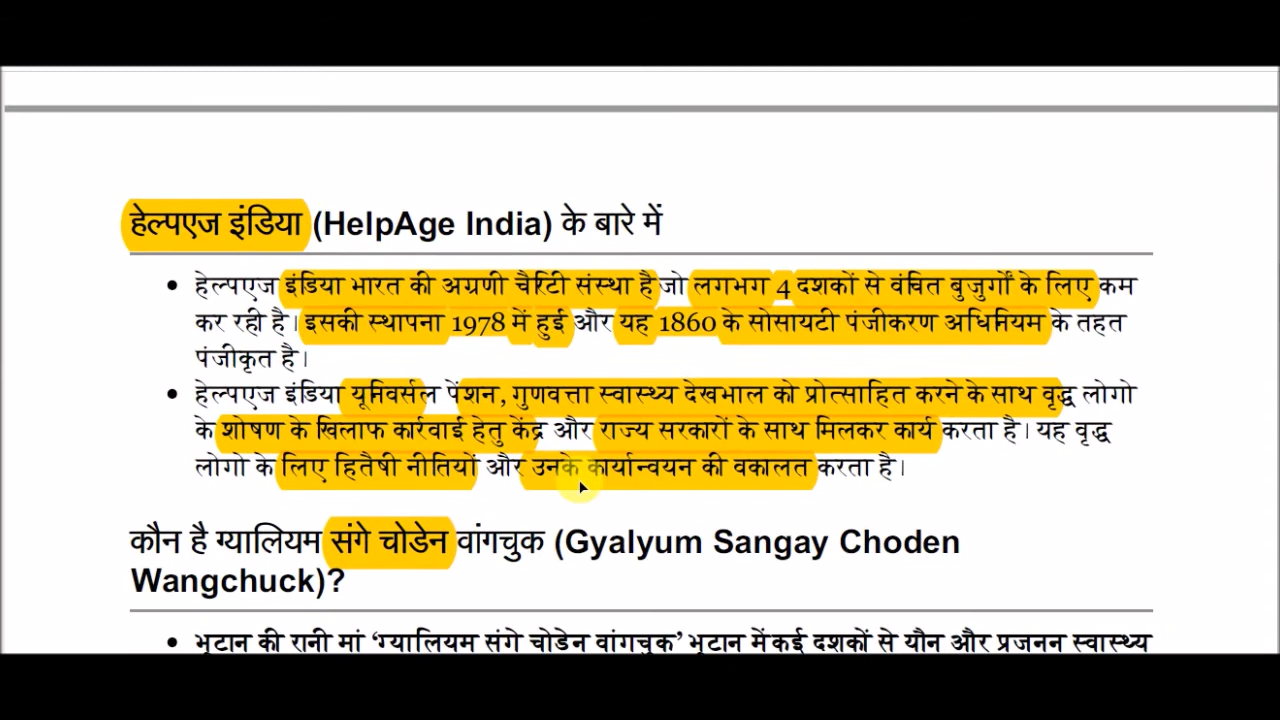 हेल्पएज इंडिया (HelpAge India) के बारे में
• हेल्पएज इंडिया भारत की अग्रणी चैरिटी संस्था है जो लगभग 4 दशकों से वंचित बुजुर्गों के लिए कम
कर रही है। इसकी स्थापना 1978 में हुई और यह 1860 के सोसायटी पंजीकरण अधिनियम के तहत
पंजीकृत है।
• हेल्पएज इंडिया यूनिवर्सल पेंशन, गुणवत्ता स्वास्थ्य देखभाल को प्रोत्साहित करने के साथ वृद्ध लोगो
के शोषण के खिलाफ कार्रवाई हेतु केंद्र और राज्य सरकारों के साथ मिलकर कार्य करता है। यह वृद्ध
लोगो के लिए हितैषी नीतियों और उनके कार्यान्वयन की वकालत करता है।
कौन है ग्यालियम संगे चोडेन वांगचुक (Gyalyum Sangay Choden
Wangchuck)?
• भूटान की रानी मां ‘ग्यालियम संगे चोडेन वांगचुक’ भूटान में कई दशकों से यौन और प्रजनन स्वास्थ्य